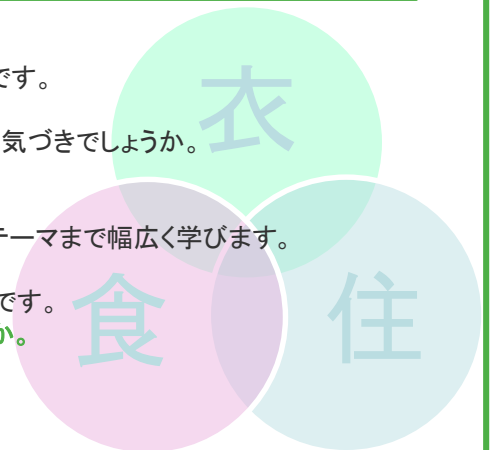 です。
衣
気づきでしょうか。
テーマまで幅広く学びます。
です。
か。
食
住